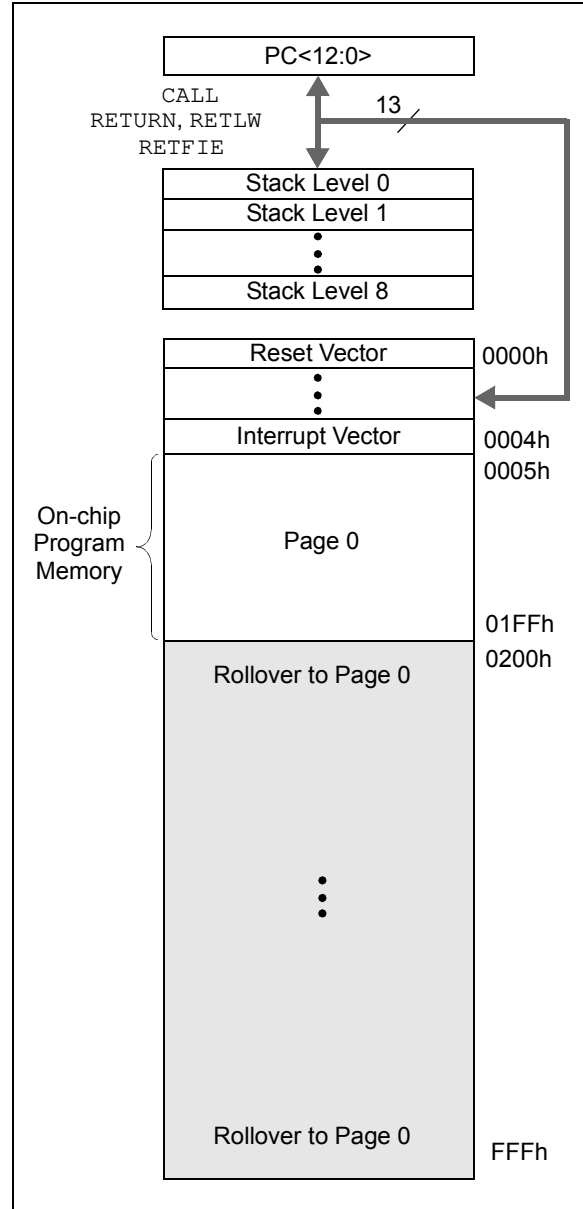 PC<12:0>
CALL
13
RETURN, RETLW
RETFIE
Stack Level 0
Stack Level 1
Stack Level 8
Reset Vector
0000h
Interrupt Vector
0004h
0005h
On-chip
Program
Memory
Page 0
01FFh
0200h
Rollover to Page 0
Rollover to Page 0
FFFh